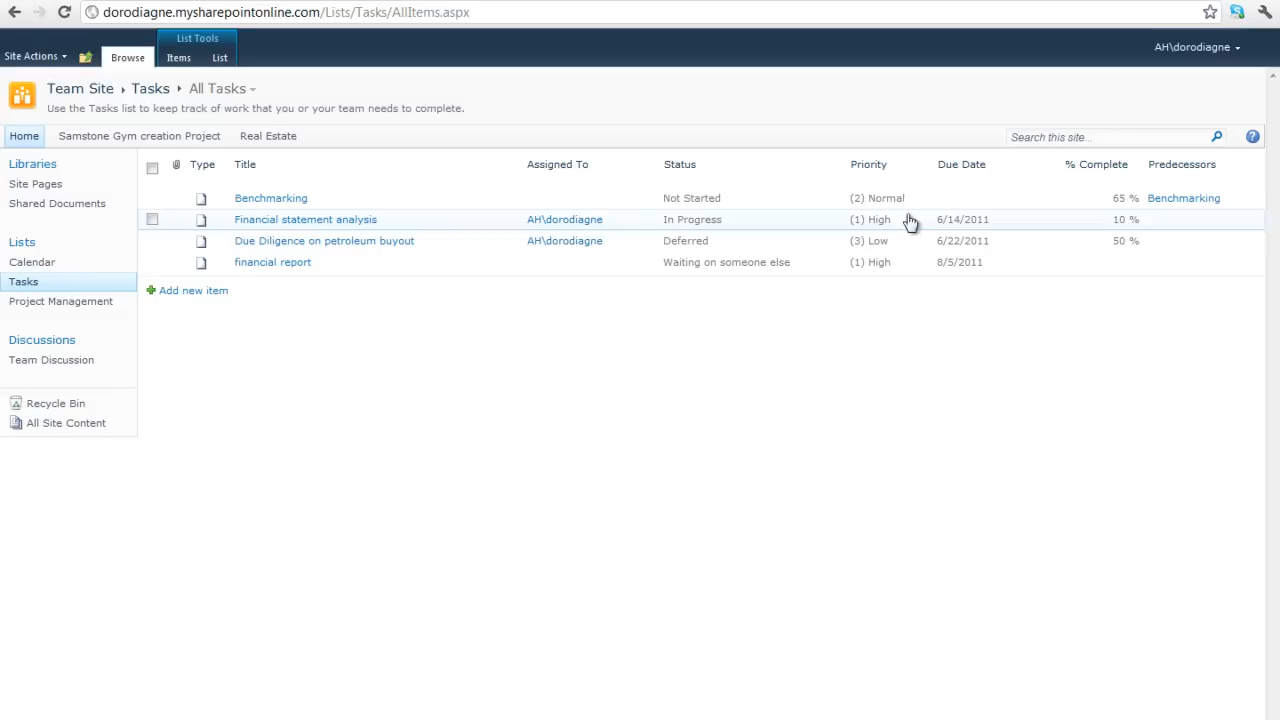 dorodiagne.mysharepointonline.com/Lists/Tasks/AllItems.aspx
List Tools
Site Actions Browse Items List AH\dorodiagne
Team Site Tasks All Tasks
Use the Tasks list to keep track of work that you or your team needs to complete.
Home Samstone Gym creation Project Real Estate Search this site...
Libraries
Site Pages
Shared Documents
Lists
Calendar
Tasks
Project Management
Discussions
Team Discussion
Recycle Bin
All Site Content
Type Title Assigned To Status Priority Due Date % Complete Predecessors
Benchmarking Not Started (2) Normal 65 % Benchmarking
Financial statement analysis AH\dorodiagne In Progress (1) High 6/14/2011 10 %
Due Diligence on petroleum buyout AH\dorodiagne Deferred (3) Low 6/22/2011 50 %
financial report Waiting on someone else (1) High 8/5/2011
Add new item